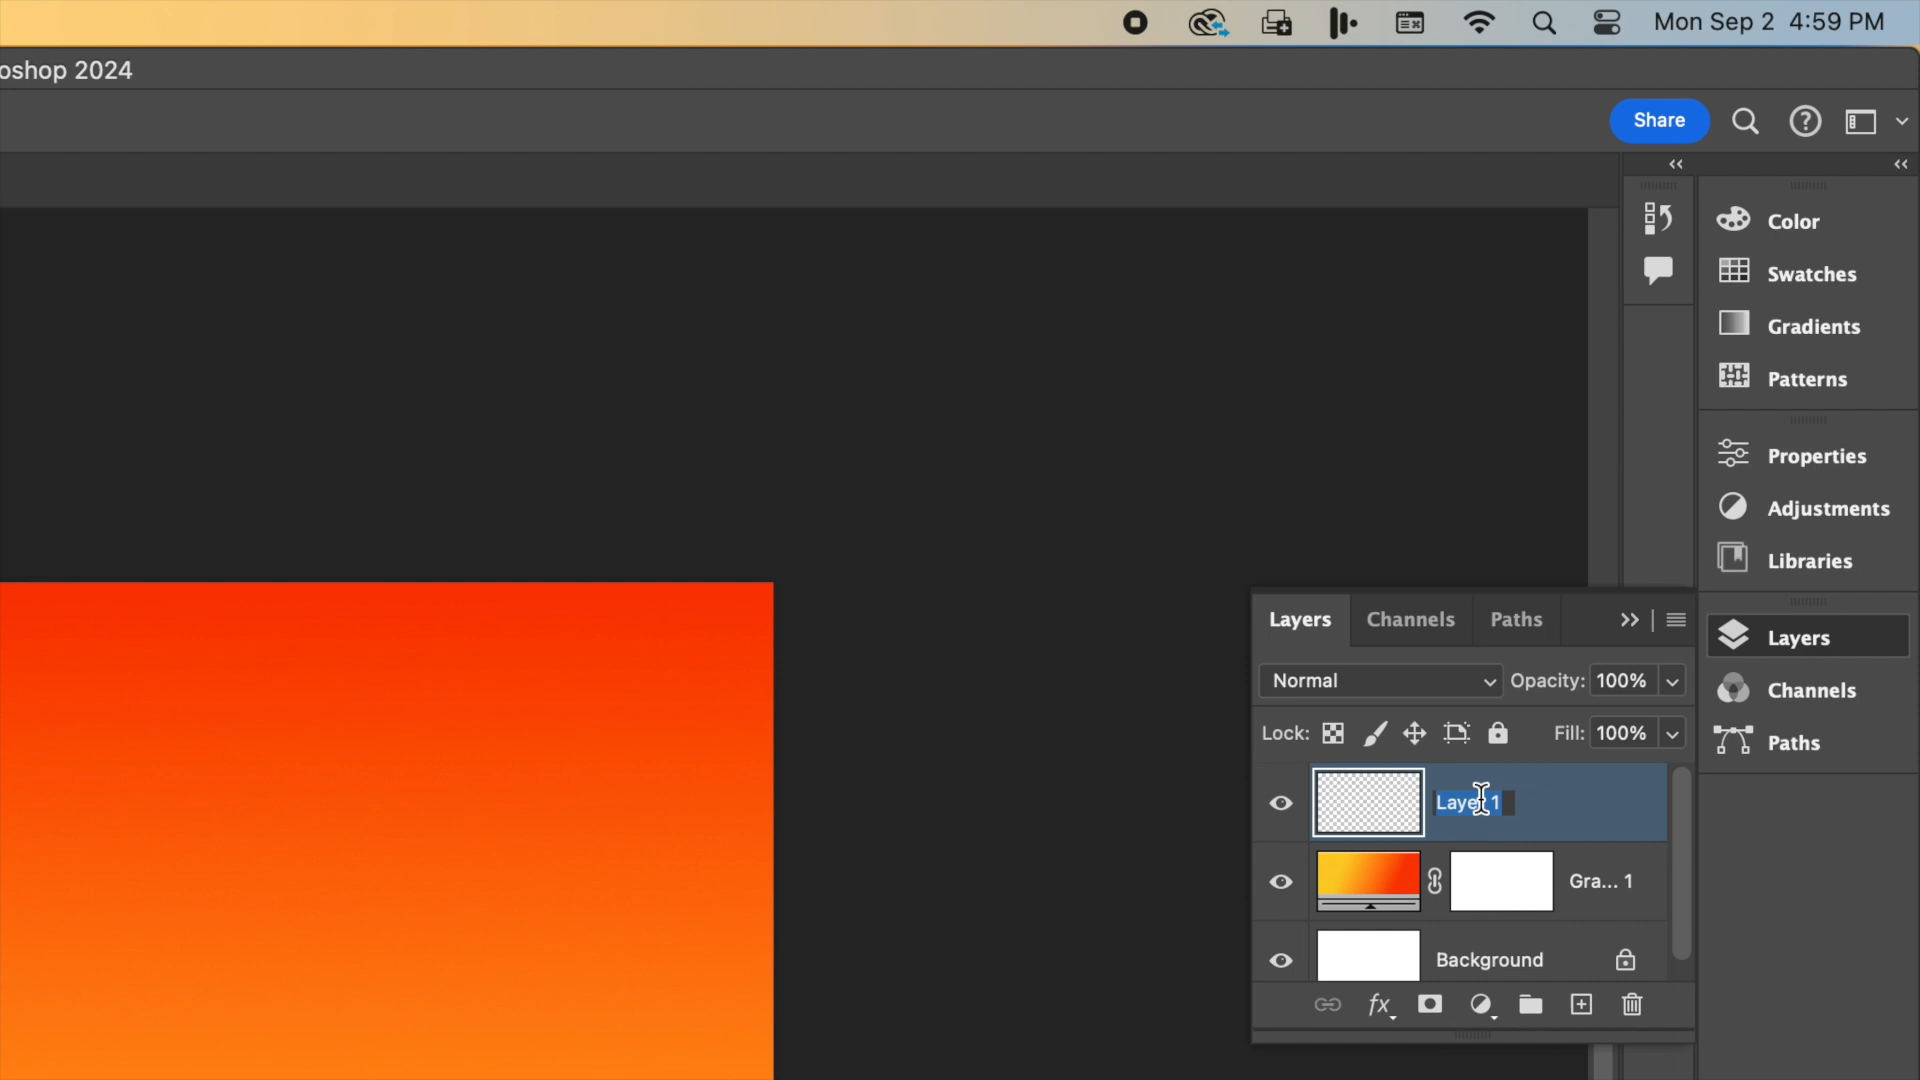 Mon Sep 2 4:59 PM
oshop 2024
Share
Color
Swatches
Gradients
Patterns
Properties
Adjustments
Libraries
Layers
Channels
Paths
Layers Channels Paths
Normal Opacity: 100%
Lock: Fill: 100%
Layer 1
Gra... 1
Background
fx